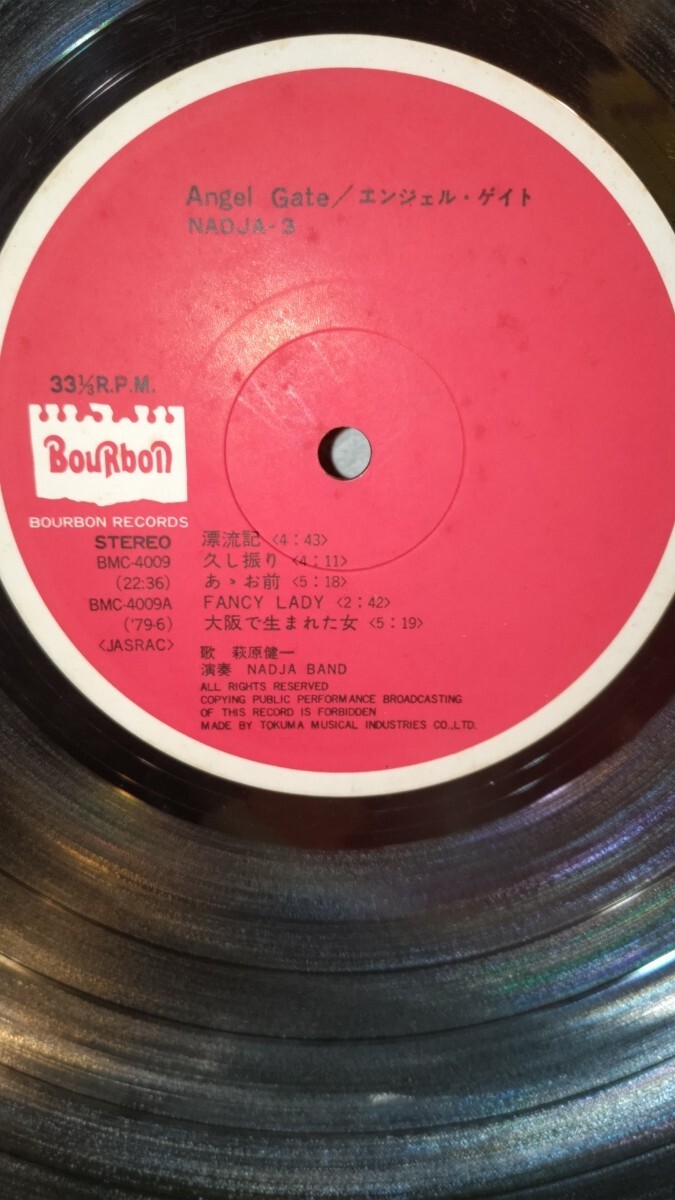 Angel Gate/エンジェル・ゲイト
NADJA-3
33⅓R.P.M.
BouRbon
BOURBON RECORDS
STEREO
BMC-4009
(22:36)
BMC-4009A
('79-6)
<JASRAC>
漂流記 <4:43>
久し振り <4:11>
あゝお前 <5:18>
FANCY LADY <2:42>
大阪で生まれた女 <5:19>
歌 萩原健一
演奏 NADJA BAND
ALL RIGHTS RESERVED
COPYING PUBLIC PERFORMANCE BROADCASTING
OF THIS RECORD IS FORBIDDEN
MADE BY TOKUMA MUSICAL INDUSTRIES CO.,LTD.